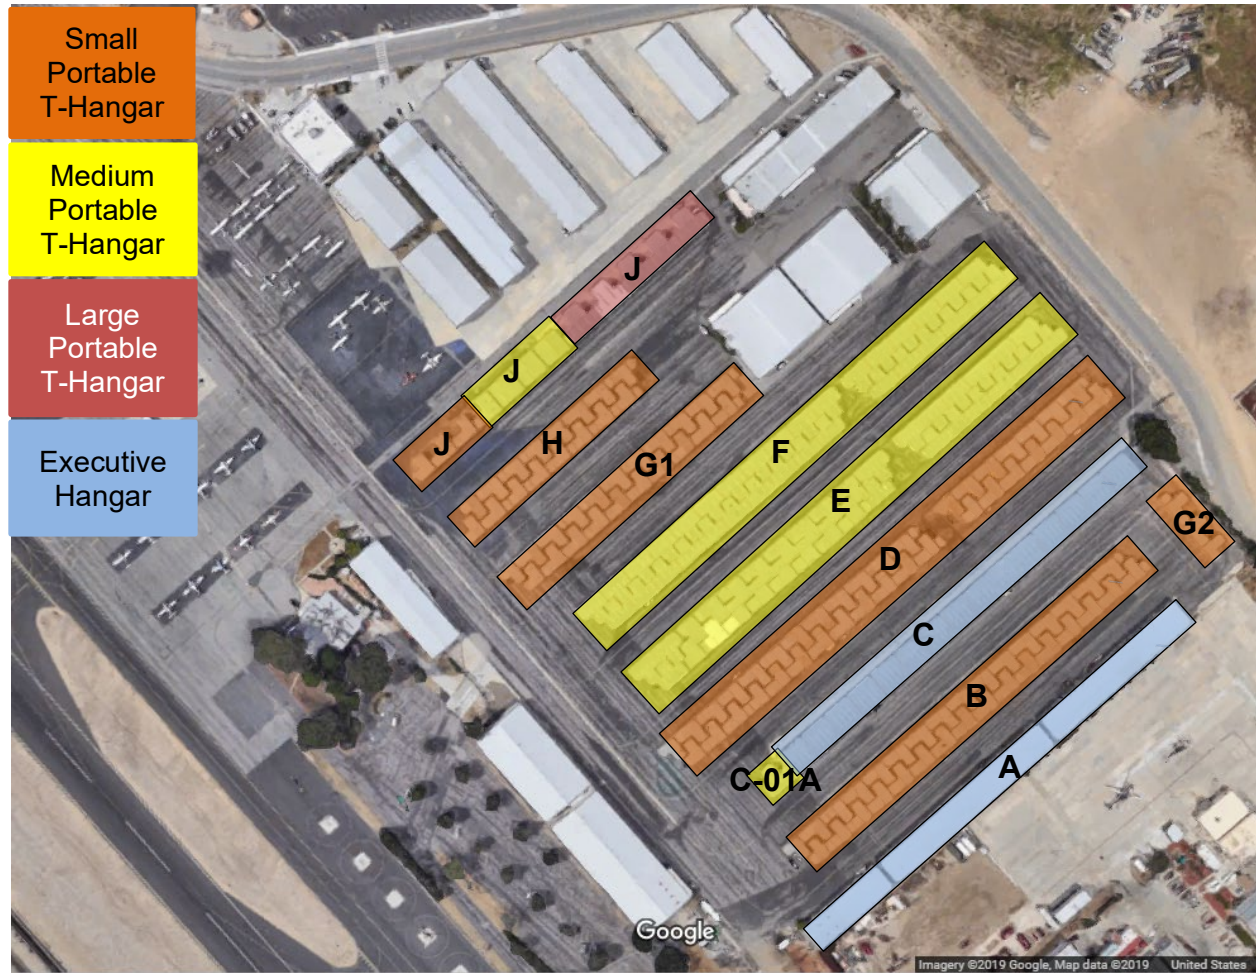 Small
Portable
T-Hangar
Medium
Portable
T-Hangar
Large
Portable
T-Hangar
Executive
Hangar
J
J
J
H
G1
F
E
D
G2
C
B
C-01A
A
Google
Imagery ©2019 Google, Map data ©2019 United States